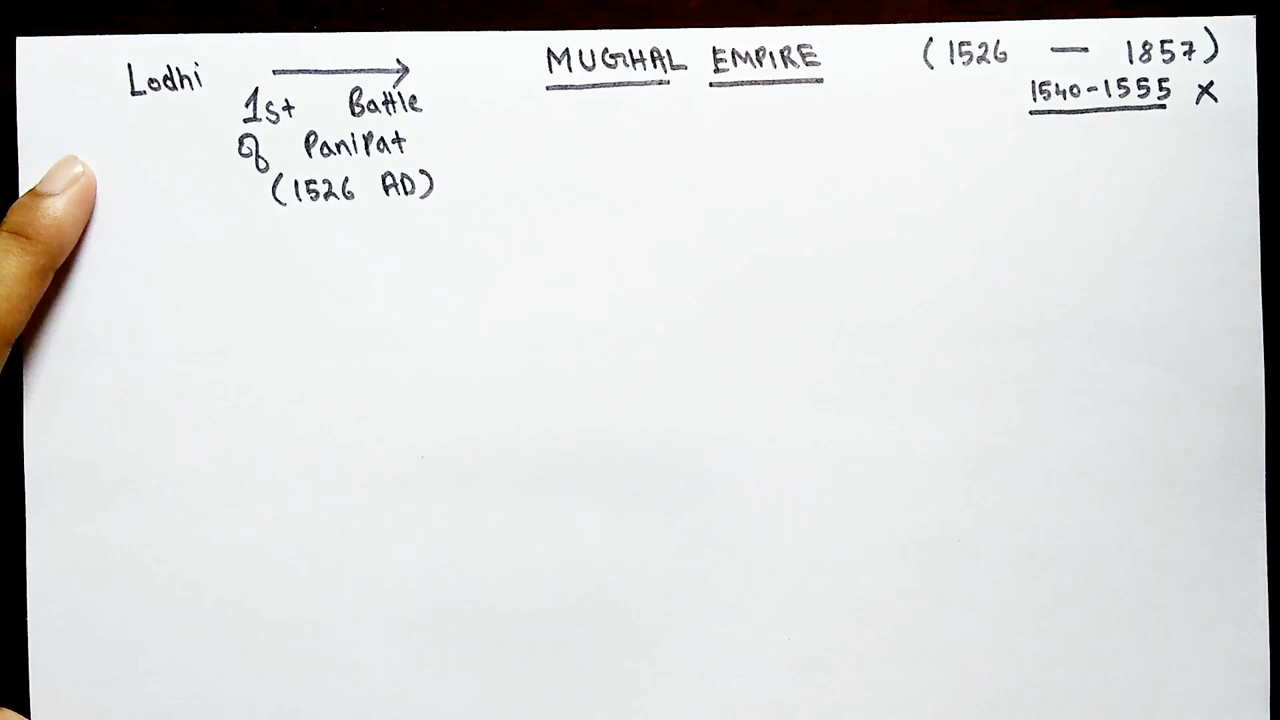 Lodhi
1st Battle
of Panipat
(1526 AD)
MUGHAL EMPIRE
(1526 — 1857)
1540-1555 X